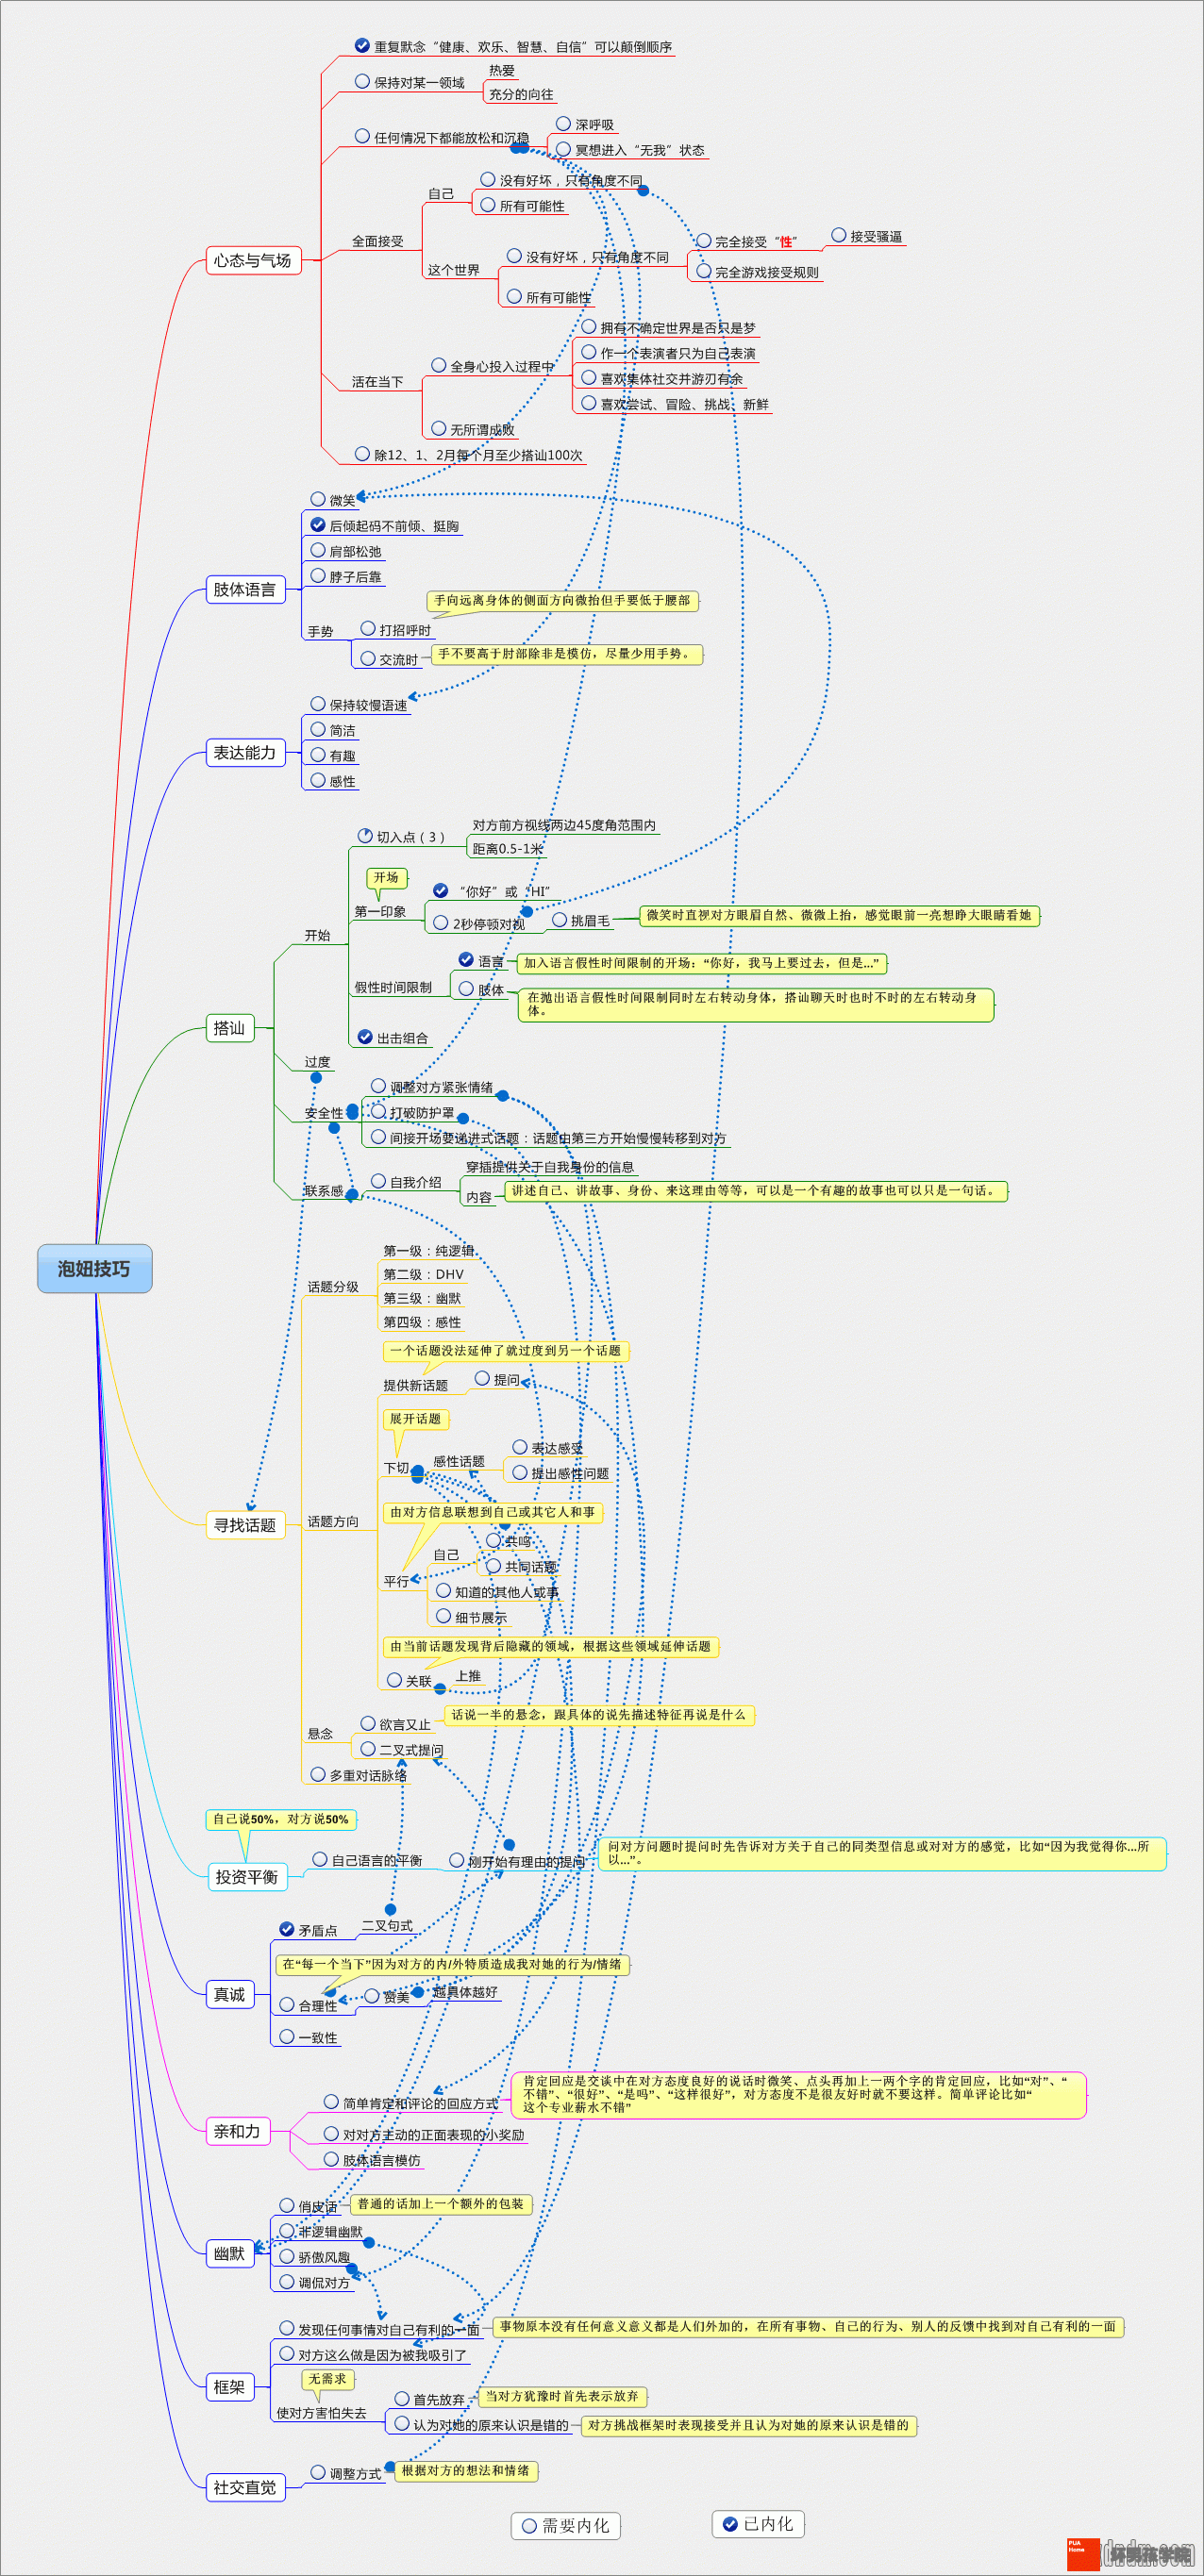 重复默念“健康、欢乐、智慧、自信”可以颠倒顺序
保持对某一领域
热爱
充分的向往
任何情况下都能放松和沉稳
深呼吸
冥想进入“无我”状态
全面接受
自己
没有好坏，只有角度不同
所有可能性
这个世界
没有好坏，只有角度不同
完全接受“性”
接受骚逼
完全游戏接受规则
所有可能性
心态与气场
活在当下
全身心投入过程中
拥有不确定世界是否只是梦
作一个表演者只为自己表演
喜欢集体社交并游刃有余
喜欢尝试、冒险、挑战、新鲜
无所谓成败
除12、1、2月每个月至少搭讪100次
肢体语言
微笑
后倾起码不前倾、挺胸
肩部松弛
脖子后靠
手势
打招呼时
手向远离身体的侧面方向微抬但手要低于腰部
交流时
手不要高于肘部除非是模仿，尽量少用手势。
表达能力
保持较慢语速
简洁
有趣
感性
搭讪
开始
切入点（3）
对方前方视线两边45度角范围内
距离0.5-1米
开场
第一印象
“你好”或“HI”
2秒停顿对视
挑眉毛
微笑时直视对方眼眉自然、微微上抬，感觉眼前一亮想睁大眼睛看她
假性时间限制
语言
加入语言假性时间限制的开场：“你好，我马上要过去，但是...”
肢体
在抛出语言假性时间限制同时左右转动身体，搭讪聊天时也时不时的左右转动身
体。
出击组合
过度
安全性
调整对方紧张情绪
打破防护罩
间接开场要递进式话题：话题由第三方开始慢慢转移到对方
联系感
自我介绍
穿插提供关于自我身份的信息
内容
讲述自己、讲故事、身份、来这理由等等，可以是一个有趣的故事也可以只是一句话。
泡妞技巧
寻找话题
话题分级
第一级：纯逻辑
第二级：DHV
第三级：幽默
第四级：感性
话题方向
一个话题没法延伸了就过度到另一个话题
提供新话题
提问
展开话题
下切
感性话题
表达感受
提出感性问题
由对方信息联想到自己或其它人和事
平行
自己
共鸣
共同话题
知道的其他人或事
细节展示
由当前话题发现背后隐藏的领域，根据这些领域延伸话题
关联
上推
悬念
欲言又止
话说一半的悬念，跟具体的说先描述特征再说是什么
二叉式提问
多重对话脉络
自己说50%，对方说50%
投资平衡
自己语言的平衡
刚开始有理由的提问
问对方问题时提问时先告诉对方关于自己的同类型信息或对对方的感觉，比如“因为我觉得你...所
以...”。
真诚
矛盾点
二叉句式
在“每一个当下”因为对方的内/外特质造成我对她的行为/情绪
合理性
赞美
越具体越好
一致性
亲和力
简单肯定和评论的回应方式
肯定回应是交谈中在对方态度良好的说话时微笑、点头再加上一两个字的肯定回应，比如“对”、“
不错”、“很好”、“是吗”、“这样很好”，对方态度不是很友好时就不要这样。简单评论比如“
这个专业薪水不错”
对对方主动的正面表现的小奖励
肢体语言模仿
幽默
俏皮话
普通的话加上一个额外的包装
非逻辑幽默
骄傲风趣
调侃对方
框架
发现任何事情对自己有利的一面
事物原本没有任何意义意义都是人们外加的，在所有事物、自己的行为、别人的反馈中找到对自己有利的一面
对方这么做是因为被我吸引了
无需求
使对方害怕失去
首先放弃
当对方犹豫时首先表示放弃
认为对她的原来认识是错的
对方挑战框架时表现接受并且认为对她的原来认识是错的
社交直觉
调整方式
根据对方的想法和情绪
需要内化
已内化
PUA
Home
坏男孩学院